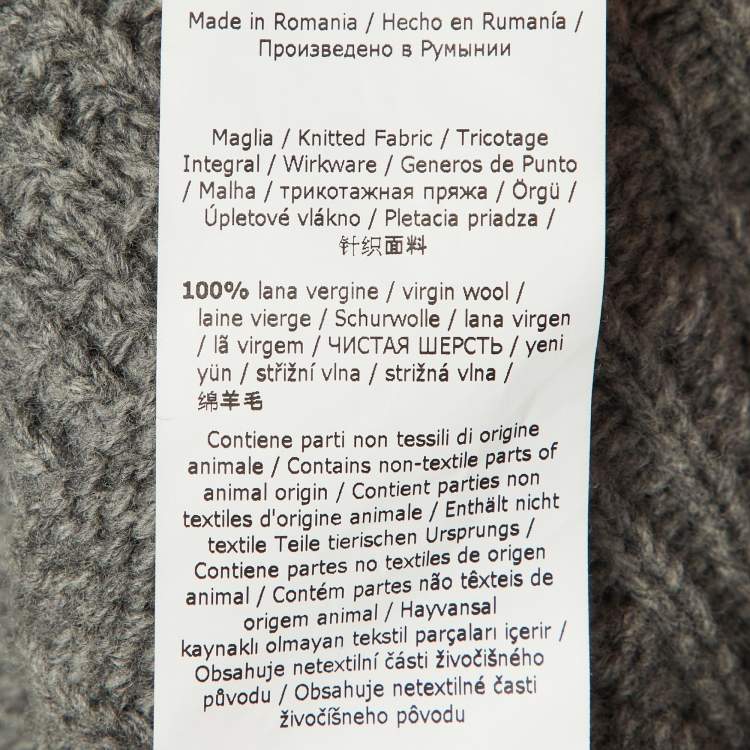 Made in Romania / Hecho en Rumanía /
Произведено в Румынии
Maglia / Knitted Fabric / Tricotage
Integral / Wirkware / Generos de Punto
/ Malha / трикотажная пряжа / Örgü /
Úpletové vlákno / Pletacia priadza /
针织面料
100% lana vergine / virgin wool /
laine vierge / Schurwolle / lana virgen
/ lã virgem / ЧИСТАЯ ШЕРСТЬ / yeni
yün / střižní vlna / strižná vlna /
绵羊毛
Contiene parti non tessili di origine
animale / Contains non-textile parts of
animal origin / Contient parties non
textiles d'origine animale / Enthält nicht
textile Teile tierischen Ursprungs /
Contiene partes no textiles de origen
animal / Contém partes não têxteis de
origem animal / Hayvansal
kaynaklı olmayan tekstil parçaları içerir /
Obsahuje netextilní části živočišného
původu / Obsahuje netextilné časti
živočíšneho pôvodu